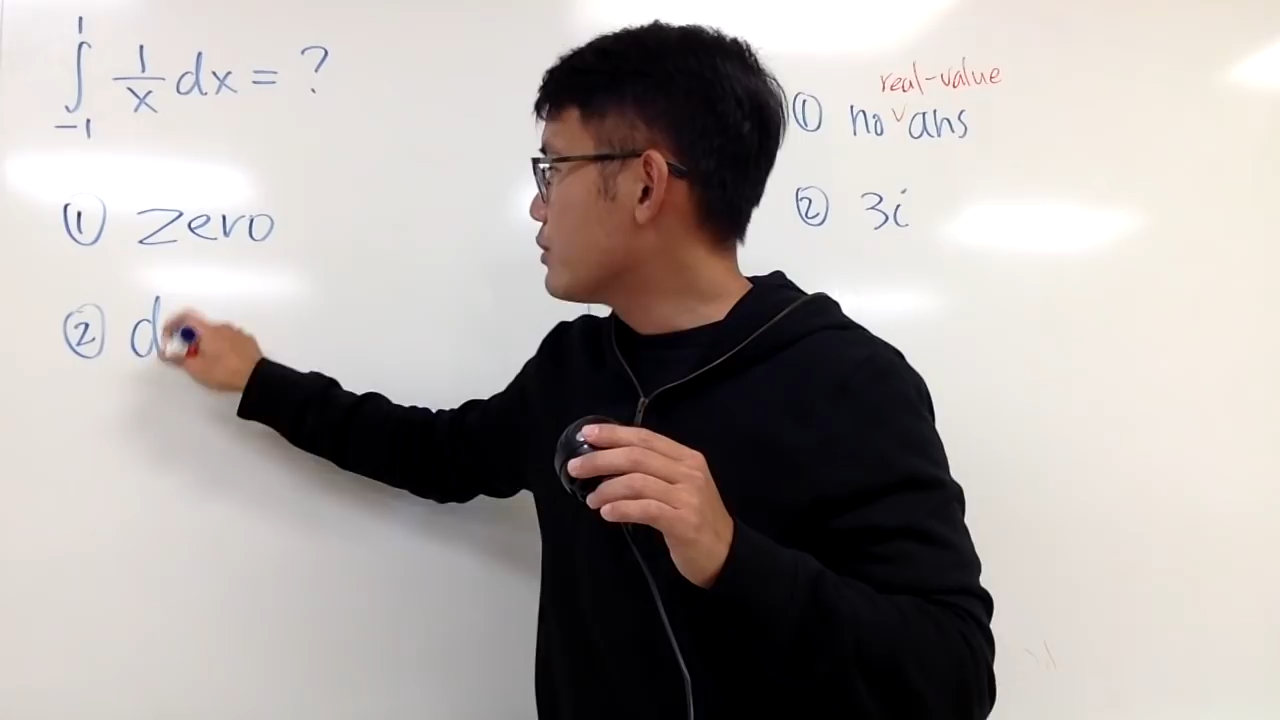 ∫₋₁¹ 1/x dx = ?
① zero
② d
real-value
① no ˅ ans
② 3i